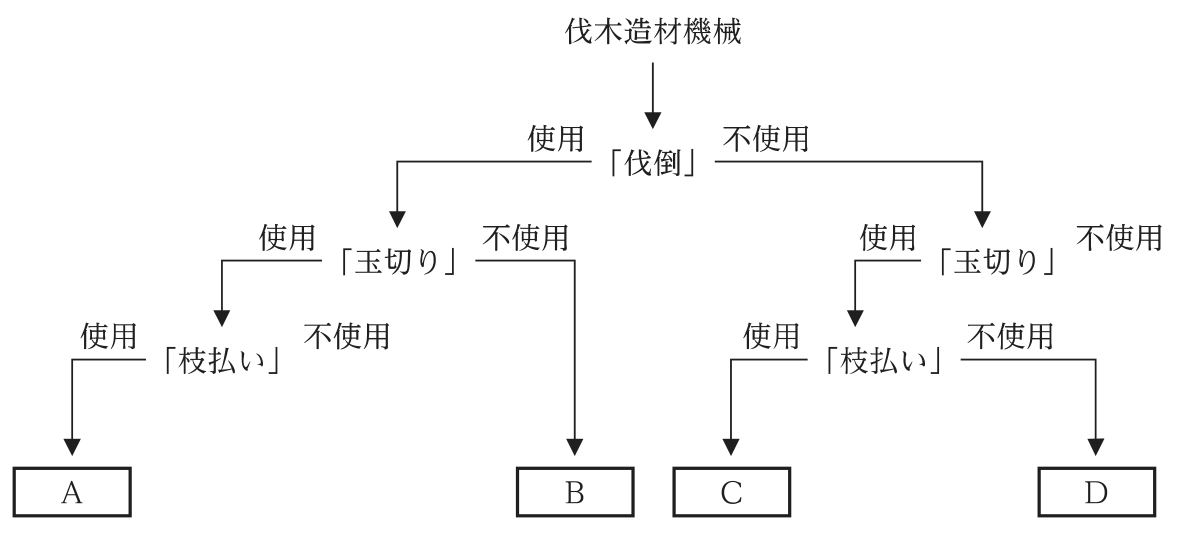 伐木造材機械
使用 不使用
「伐倒」
使用 不使用 使用 不使用
「玉切り」 「玉切り」
使用 不使用 使用 不使用
「枝払い」 「枝払い」
A B C D